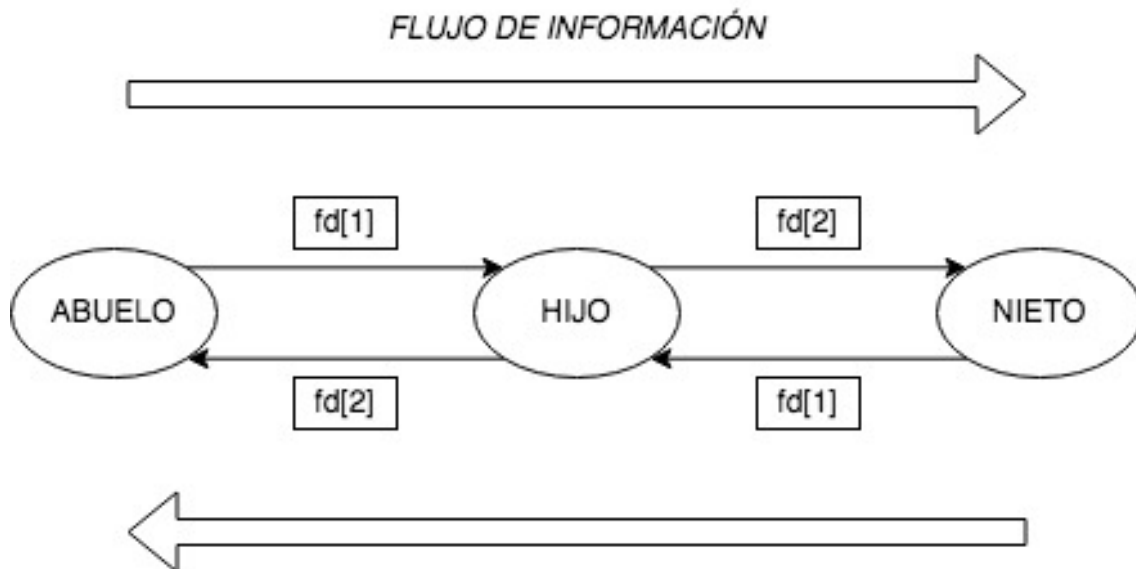 FLUJO DE INFORMACIÓN
fd[1]
fd[2]
ABUELO
HIJO
NIETO
fd[2]
fd[1]